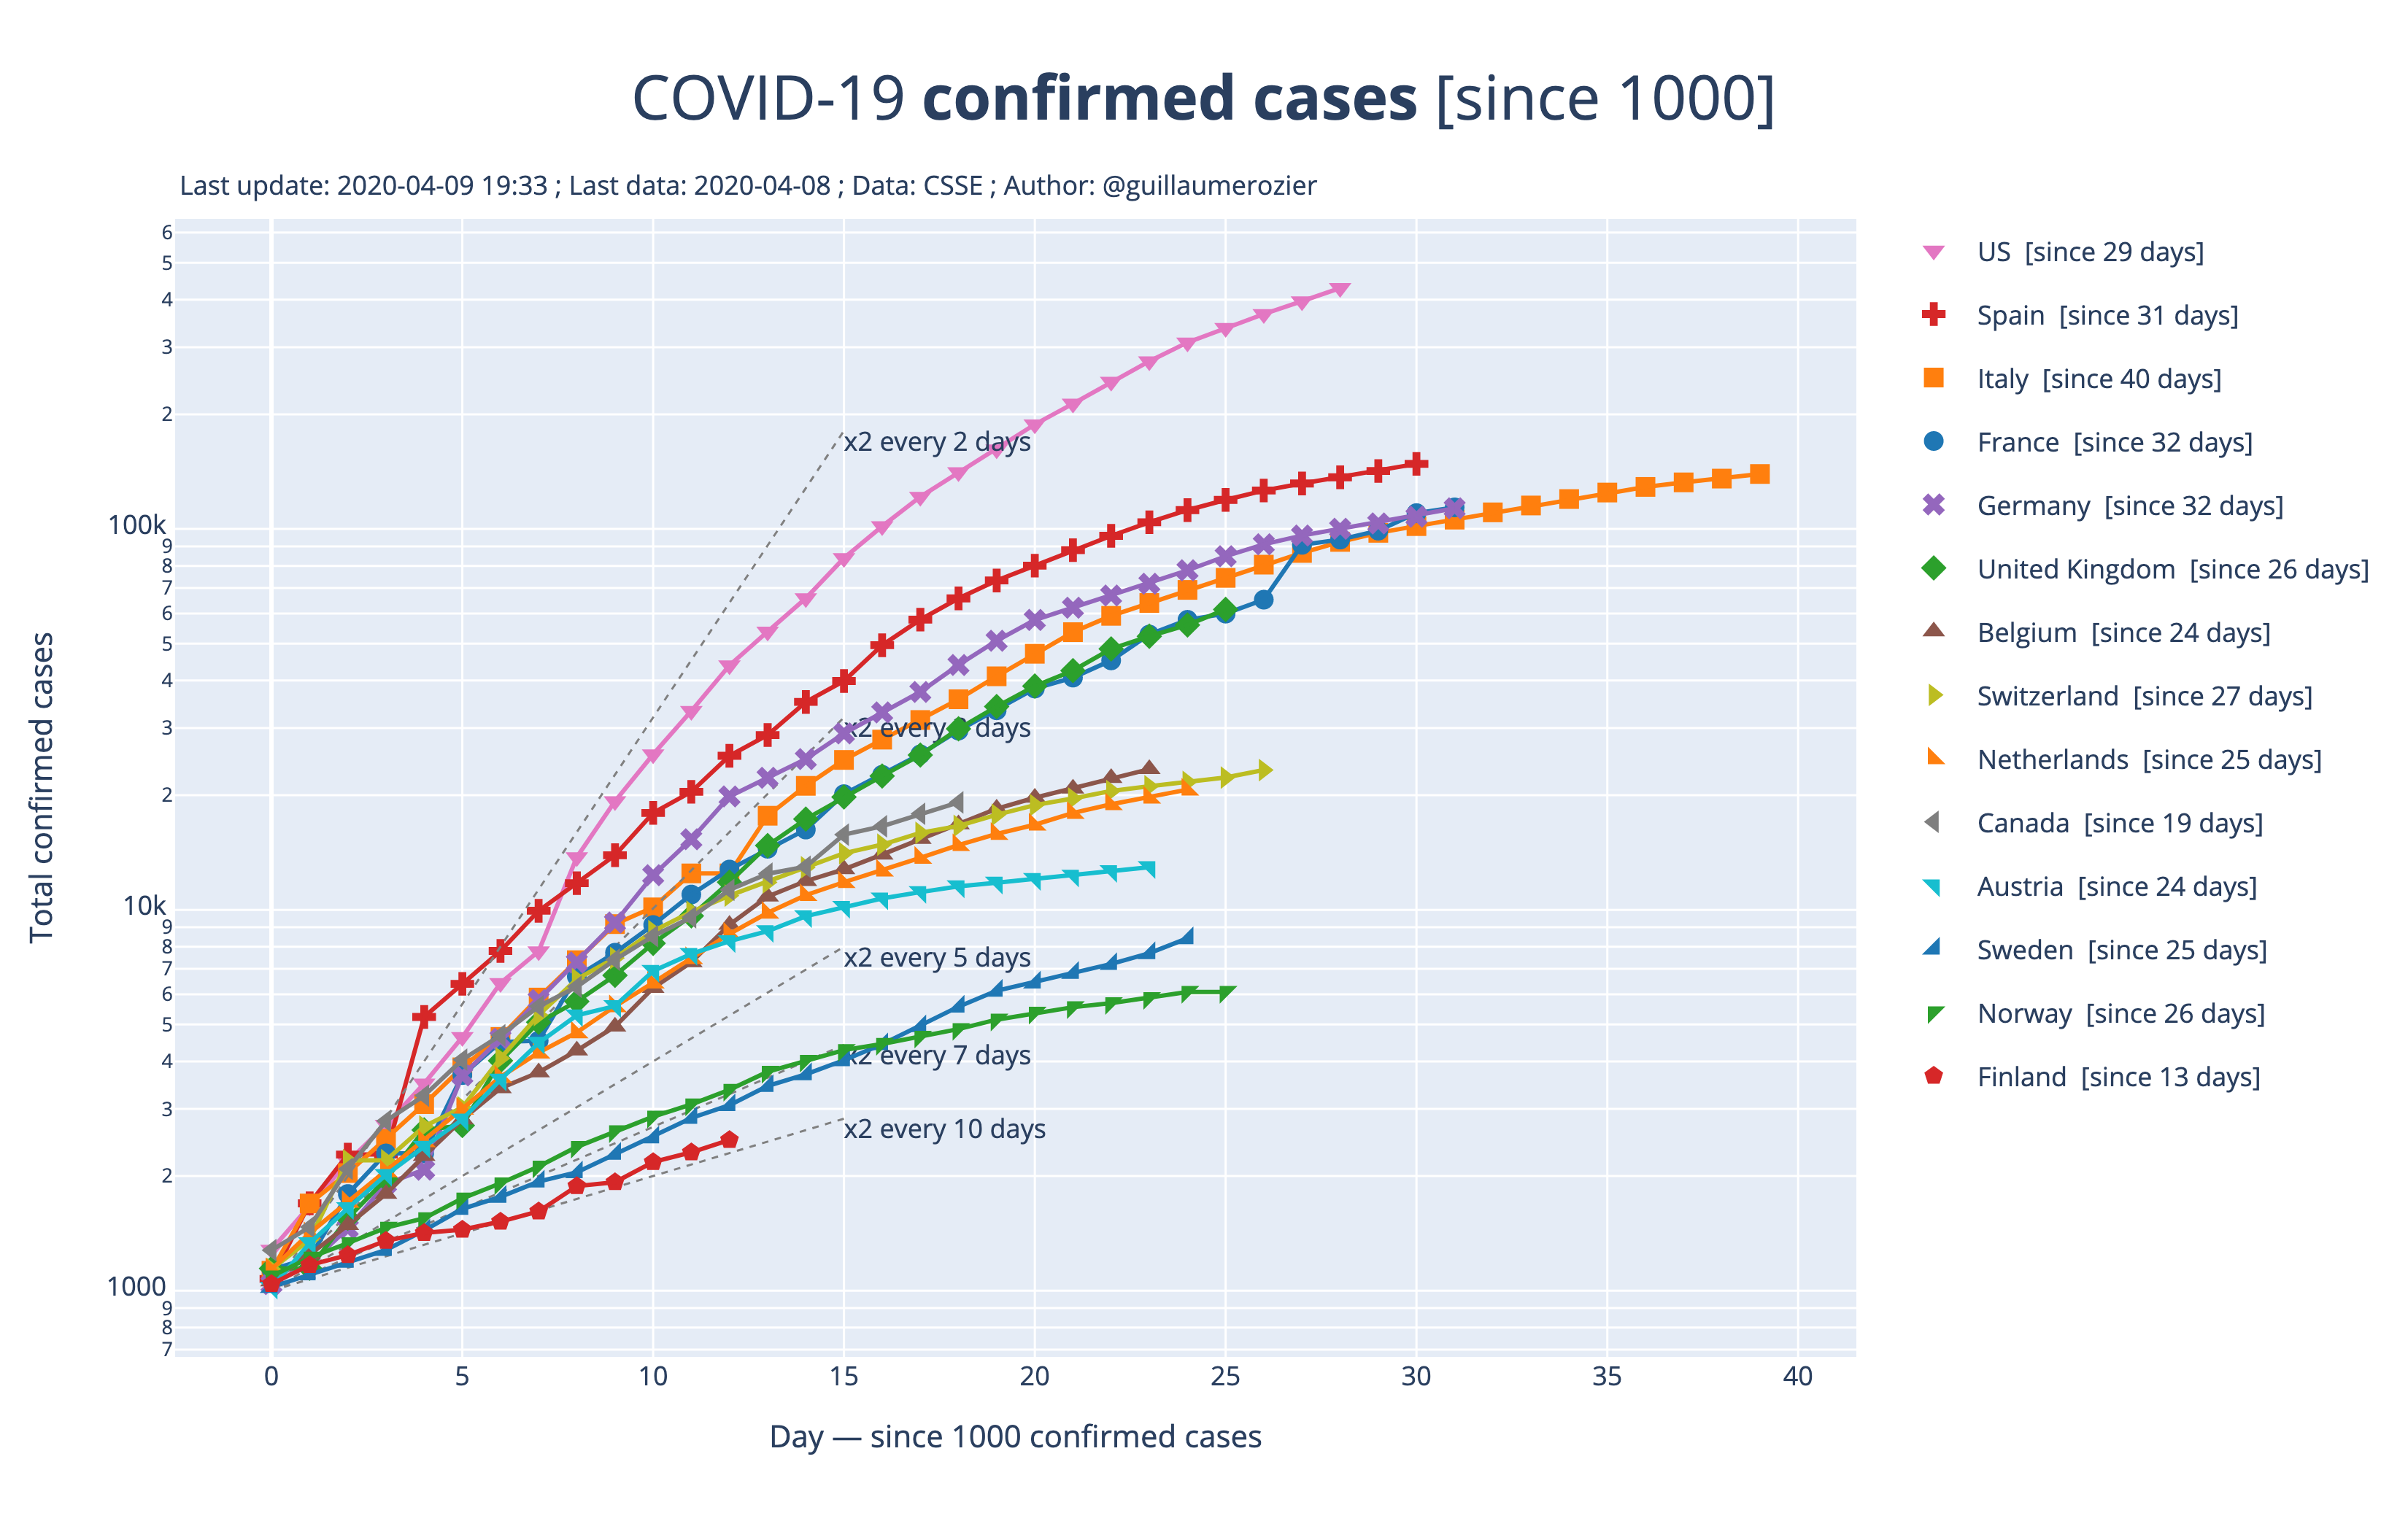 COVID-19 confirmed cases [since 1000]
Last update: 2020-04-09 19:33 ; Last data: 2020-04-08 ; Data: CSSE ; Author: @guillaumerozier
6
5
4
3
2
100k
9
8
7
6
5
4
3
2
10k
9
8
7
6
5
4
3
2
1000
9
8
7
Total confirmed cases
x2 every 2 days
x2 every 3 days
x2 every 5 days
x2 every 7 days
x2 every 10 days
0 5 10 15 20 25 30 35 40
Day — since 1000 confirmed cases
US [since 29 days]
Spain [since 31 days]
Italy [since 40 days]
France [since 32 days]
Germany [since 32 days]
United Kingdom [since 26 days]
Belgium [since 24 days]
Switzerland [since 27 days]
Netherlands [since 25 days]
Canada [since 19 days]
Austria [since 24 days]
Sweden [since 25 days]
Norway [since 26 days]
Finland [since 13 days]